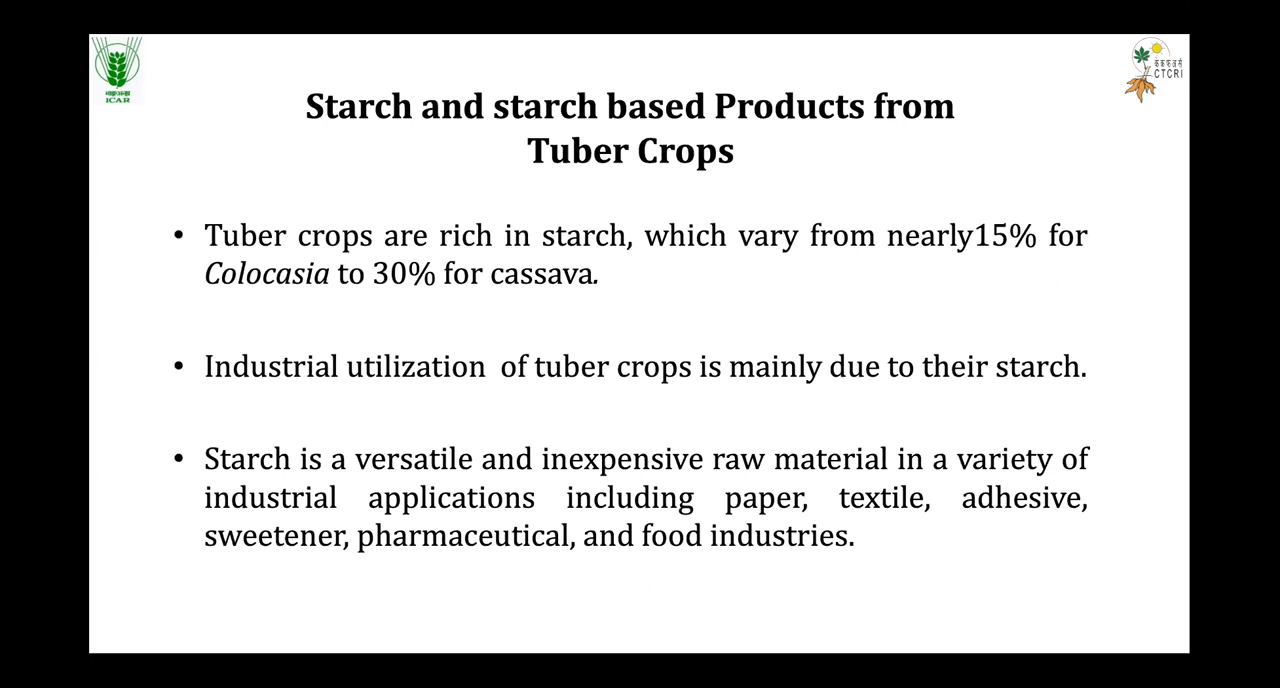 ICAR
CTCRI
Starch and starch based Products from
Tuber Crops
• Tuber crops are rich in starch, which vary from nearly15% for
Colocasia to 30% for cassava.
• Industrial utilization  of tuber crops is mainly due to their starch.
• Starch is a versatile and inexpensive raw material in a variety of
industrial applications including paper, textile, adhesive,
sweetener, pharmaceutical, and food industries.